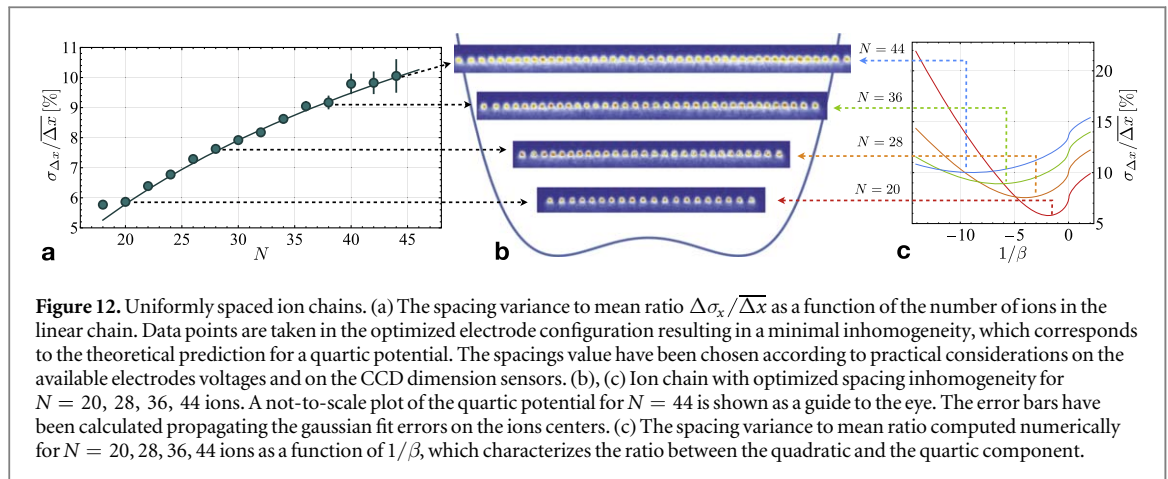 11
10
9
8
7
6
5
σΔx/Δx̅ [%]
20 25 30 35 40 45
N
a
b
N = 44
N = 36
N = 28
N = 20
20
15
10
5
σΔx/Δx̅ [%]
−10 −5 0
1/β
c
Figure 12. Uniformly spaced ion chains. (a) The spacing variance to mean ratio Δσx/Δx̅ as a function of the number of ions in the
linear chain. Data points are taken in the optimized electrode configuration resulting in a minimal inhomogeneity, which corresponds
to the theoretical prediction for a quartic potential. The spacings value have been chosen according to practical considerations on the
available electrodes voltages and on the CCD dimension sensors. (b), (c) Ion chain with optimized spacing inhomogeneity for
N = 20, 28, 36, 44 ions. A not-to-scale plot of the quartic potential for N = 44 is shown as a guide to the eye. The error bars have
been calculated propagating the gaussian fit errors on the ions centers. (c) The spacing variance to mean ratio computed numerically
for N = 20, 28, 36, 44 ions as a function of 1/β, which characterizes the ratio between the quadratic and the quartic component.